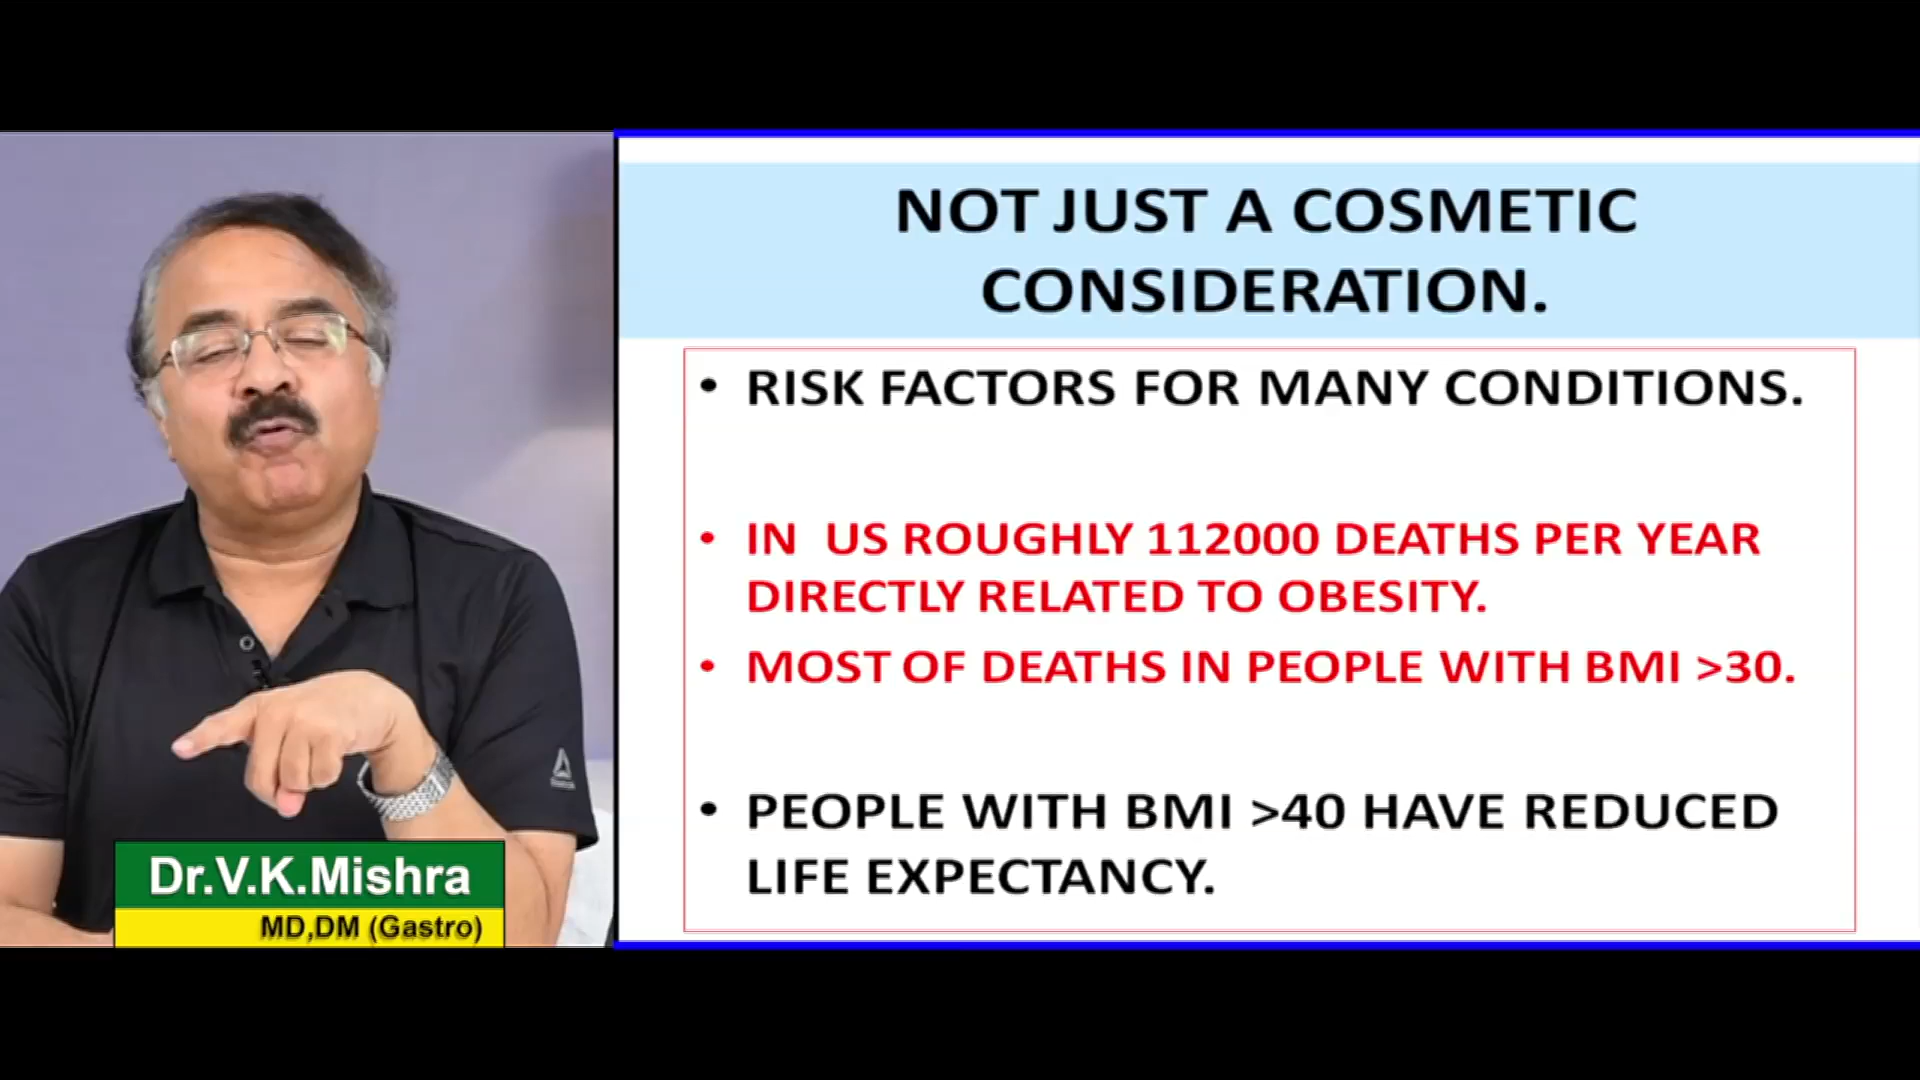 NOT JUST A COSMETIC
CONSIDERATION.
• RISK FACTORS FOR MANY CONDITIONS.
• IN US ROUGHLY 112000 DEATHS PER YEAR
DIRECTLY RELATED TO OBESITY.
• MOST OF DEATHS IN PEOPLE WITH BMI >30.
• PEOPLE WITH BMI >40 HAVE REDUCED
LIFE EXPECTANCY.
Dr.V.K.Mishra
MD,DM (Gastro)